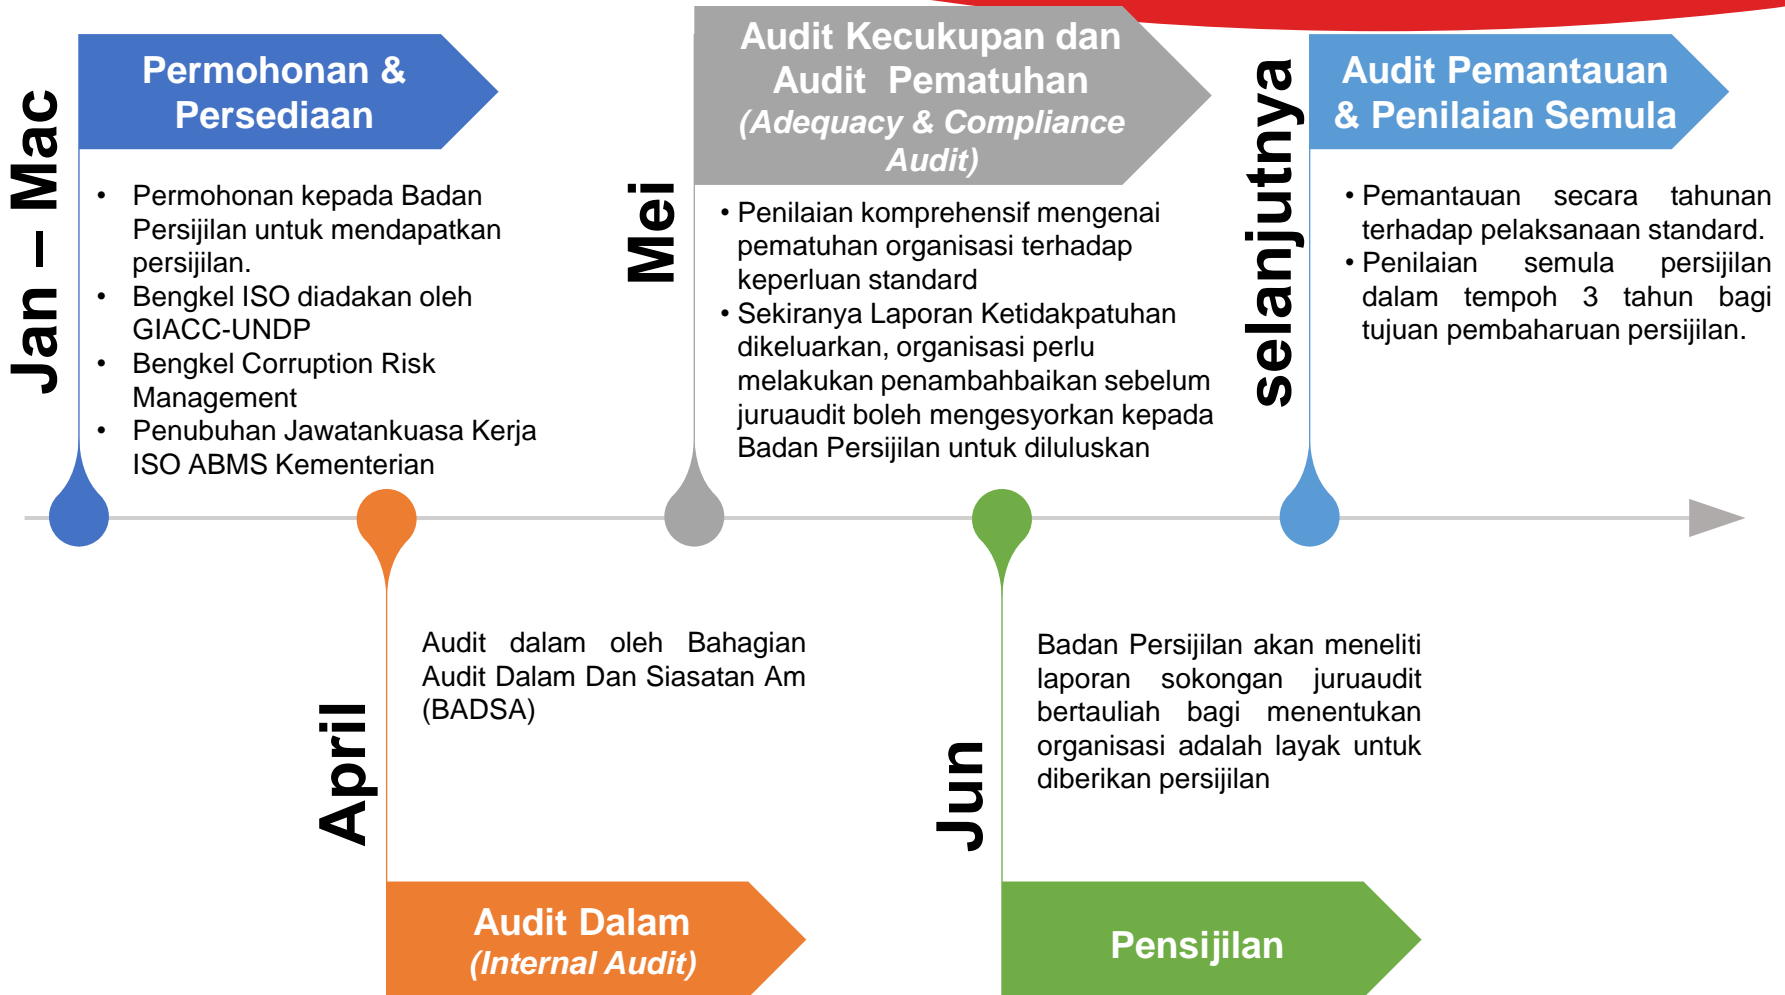 Jan – Mac
Permohonan &
Persediaan
• Permohonan kepada Badan
Persijilan untuk mendapatkan
persijilan.
• Bengkel ISO diadakan oleh
GIACC-UNDP
• Bengkel Corruption Risk
Management
• Penubuhan Jawatankuasa Kerja
ISO ABMS Kementerian
April
Audit dalam oleh Bahagian
Audit Dalam Dan Siasatan Am
(BADSA)
Audit Dalam
(Internal Audit)
Mei
Audit Kecukupan dan
Audit Pematuhan
(Adequacy & Compliance
Audit)
• Penilaian komprehensif mengenai
pematuhan organisasi terhadap
keperluan standard
• Sekiranya Laporan Ketidakpatuhan
dikeluarkan, organisasi perlu
melakukan penambahbaikan sebelum
juruaudit boleh mengesyorkan kepada
Badan Persijilan untuk diluluskan
Jun
Badan Persijilan akan meneliti
laporan sokongan juruaudit
bertauliah bagi menentukan
organisasi adalah layak untuk
diberikan persijilan
Pensijilan
selanjutnya
Audit Pemantauan
& Penilaian Semula
• Pemantauan secara tahunan
terhadap pelaksanaan standard.
• Penilaian semula persijilan
dalam tempoh 3 tahun bagi
tujuan pembaharuan persijilan.